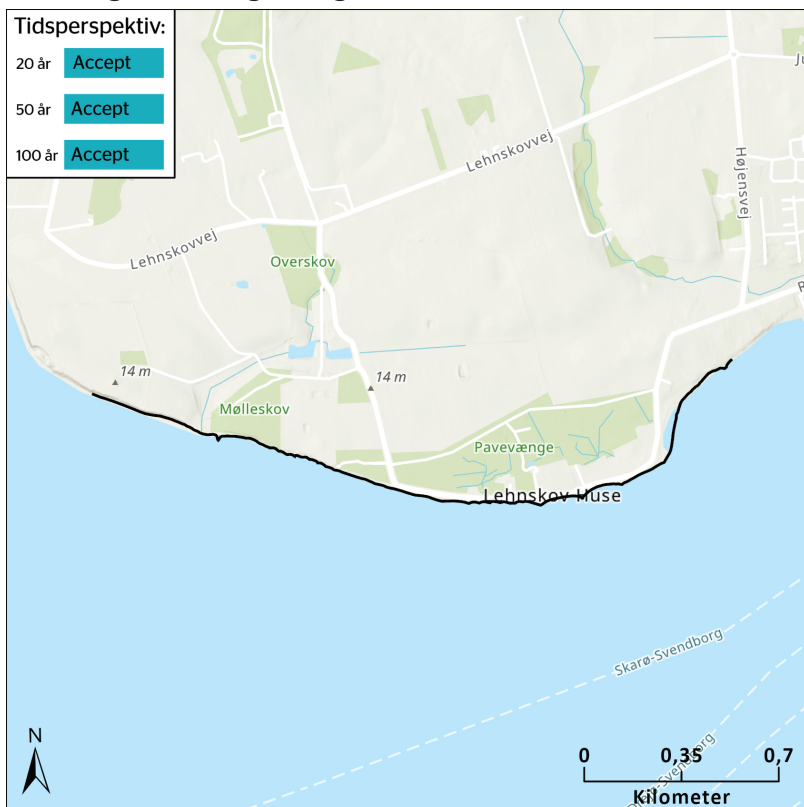 Tidsperspektiv:
20 år Accept
50 år Accept
100 år Accept
Lehnskovvej
Højensvej
Lehnskovvej
Overskov
14 m
14 m
Mølleskov
Pavevænge
Lehnskov Huse
Skarø-Svendborg
N
0 0,35 0,7
Kilometer